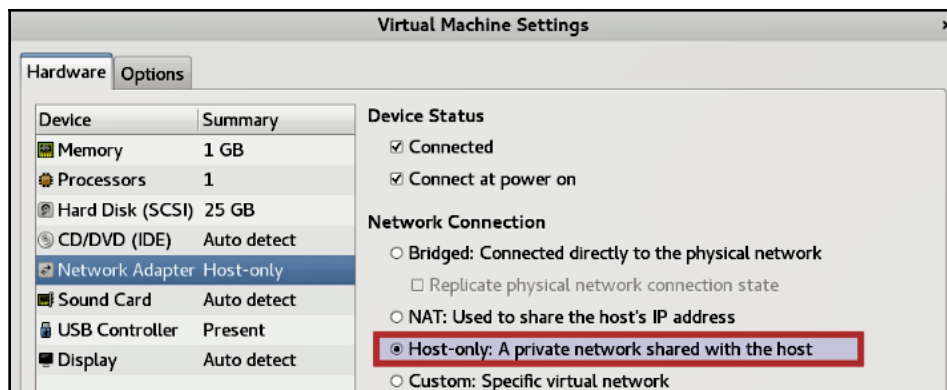 Virtual Machine Settings
Hardware Options
Device Summary
Memory 1 GB
Processors 1
Hard Disk (SCSI) 25 GB
CD/DVD (IDE) Auto detect
Network Adapter Host-only
Sound Card Auto detect
USB Controller Present
Display Auto detect
Device Status
Connected
Connect at power on
Network Connection
Bridged: Connected directly to the physical network
Replicate physical network connection state
NAT: Used to share the host's IP address
Host-only: A private network shared with the host
Custom: Specific virtual network